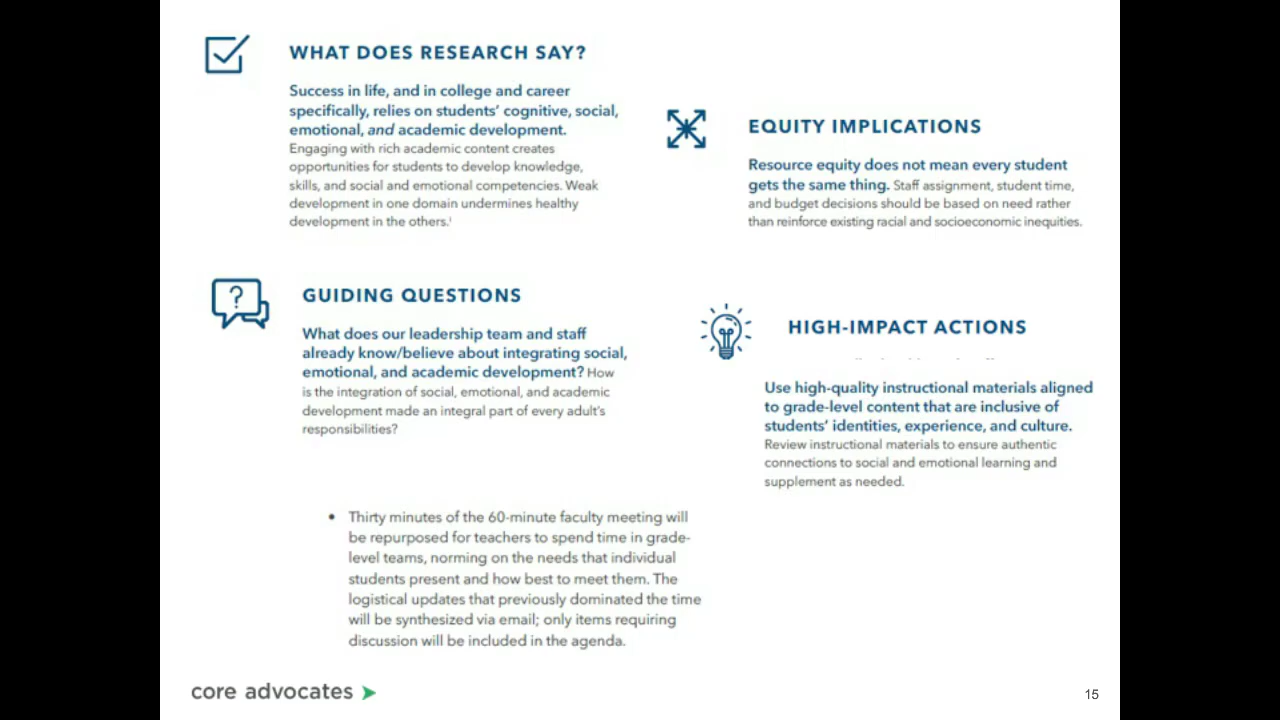 WHAT DOES RESEARCH SAY?
Success in life, and in college and career
specifically, relies on students’ cognitive, social,
emotional, and academic development.
Engaging with rich academic content creates
opportunities for students to develop knowledge,
skills, and social and emotional competencies. Weak
development in one domain undermines healthy
development in the others.
EQUITY IMPLICATIONS
Resource equity does not mean every student
gets the same thing. Staff assignment, student time,
and budget decisions should be based on need rather
than reinforce existing racial and socioeconomic inequities.
?
GUIDING QUESTIONS
What does our leadership team and staff
already know/believe about integrating social,
emotional, and academic development? How
is the integration of social, emotional, and academic
development made an integral part of every adult’s
responsibilities?
HIGH-IMPACT ACTIONS
Use high-quality instructional materials aligned
to grade-level content that are inclusive of
students’ identities, experience, and culture.
Review instructional materials to ensure authentic
connections to social and emotional learning and
supplement as needed.
• Thirty minutes of the 60-minute faculty meeting will
be repurposed for teachers to spend time in grade-
level teams, norming on the needs that individual
students present and how best to meet them. The
logistical updates that previously dominated the time
will be synthesized via email; only items requiring
discussion will be included in the agenda.
core advocates
15